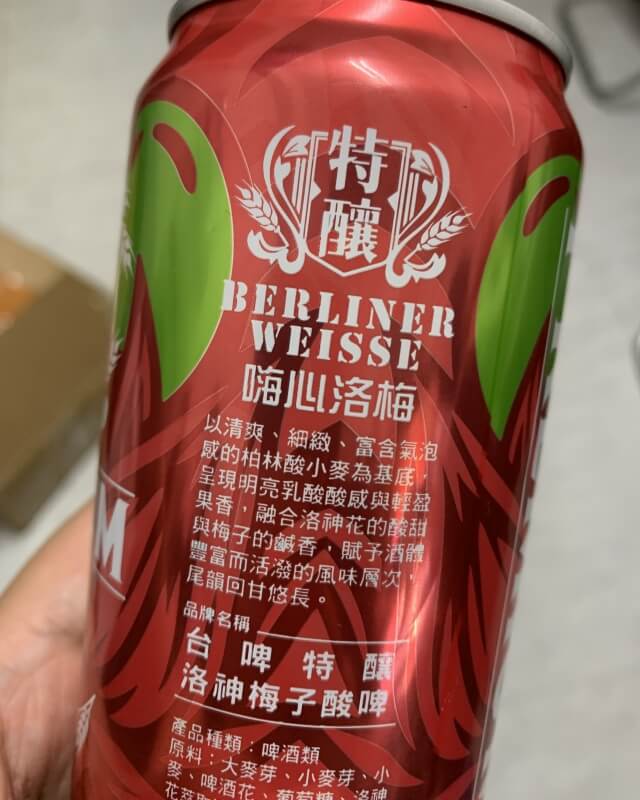 特
釀
BERLINER
WEISSE
嗨心洛梅
以清爽、細緻、富含氣泡
感的柏林酸小麥為基底，
呈現明亮乳酸酸感與輕盈
果香，融合洛神花的酸甜
與梅子的鹹香，賦予酒體
豐富而活潑的風味層次，
尾韻回甘悠長。
品牌名稱
台啤特釀
洛神梅子酸啤
產品種類：啤酒類
原料：大麥芽、小麥芽、小
麥、啤酒花、葡萄糖、洛神
M